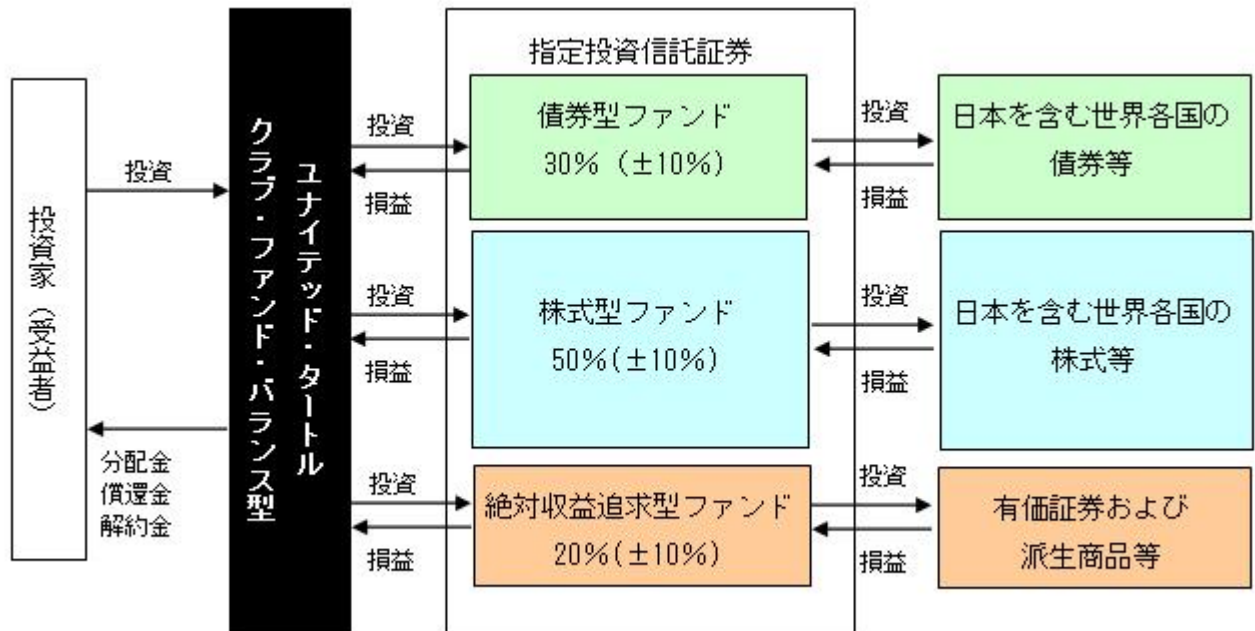 投資家（受益者）
投資
分配金
償還金
解約金
ユナイテッド・タートル
クラブ・ファンド・バランス型
指定投資信託証券
投資
損益
債券型ファンド
30%（±10%）
投資
損益
日本を含む世界各国の
債券等
投資
損益
株式型ファンド
50%(±10%)
投資
損益
日本を含む世界各国の
株式等
投資
損益
絶対収益追求型ファンド
20%(±10%)
投資
損益
有価証券および
派生商品等